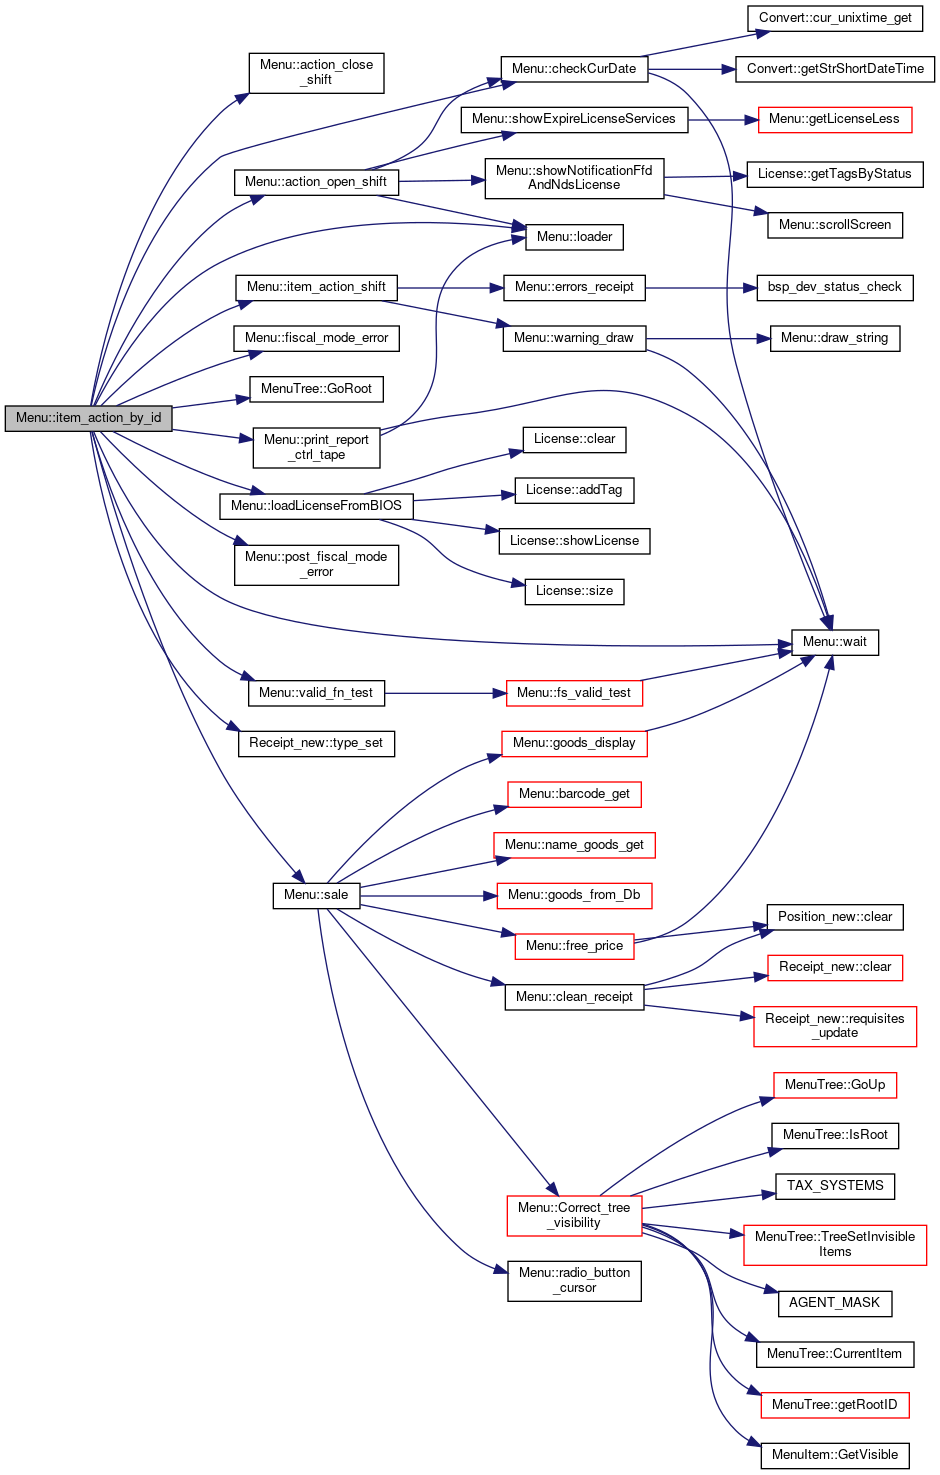 Convert::cur_unixtime_get
Menu::action_close
_shift
Menu::checkCurDate
Convert::getStrShortDateTime
Menu::showExpireLicenseServices
Menu::getLicenseLess
Menu::action_open_shift
Menu::showNotificationFfd
AndNdsLicense
License::getTagsByStatus
Menu::scrollScreen
Menu::loader
Menu::item_action_shift
Menu::errors_receipt
bsp_dev_status_check
Menu::fiscal_mode_error
Menu::warning_draw
Menu::draw_string
MenuTree::GoRoot
Menu::item_action_by_id
Menu::print_report
_ctrl_tape
License::clear
Menu::loadLicenseFromBIOS
License::addTag
License::showLicense
Menu::post_fiscal_mode
_error
License::size
Menu::wait
Menu::valid_fn_test
Menu::fs_valid_test
Receipt_new::type_set
Menu::goods_display
Menu::barcode_get
Menu::name_goods_get
Menu::sale
Menu::goods_from_Db
Menu::free_price
Position_new::clear
Receipt_new::clear
Menu::clean_receipt
Receipt_new::requisites
_update
MenuTree::GoUp
MenuTree::IsRoot
TAX_SYSTEMS
Menu::Correct_tree
_visibility
MenuTree::TreeSetInvisible
Items
Menu::radio_button
_cursor
AGENT_MASK
MenuTree::CurrentItem
MenuTree::getRootID
MenuItem::GetVisible